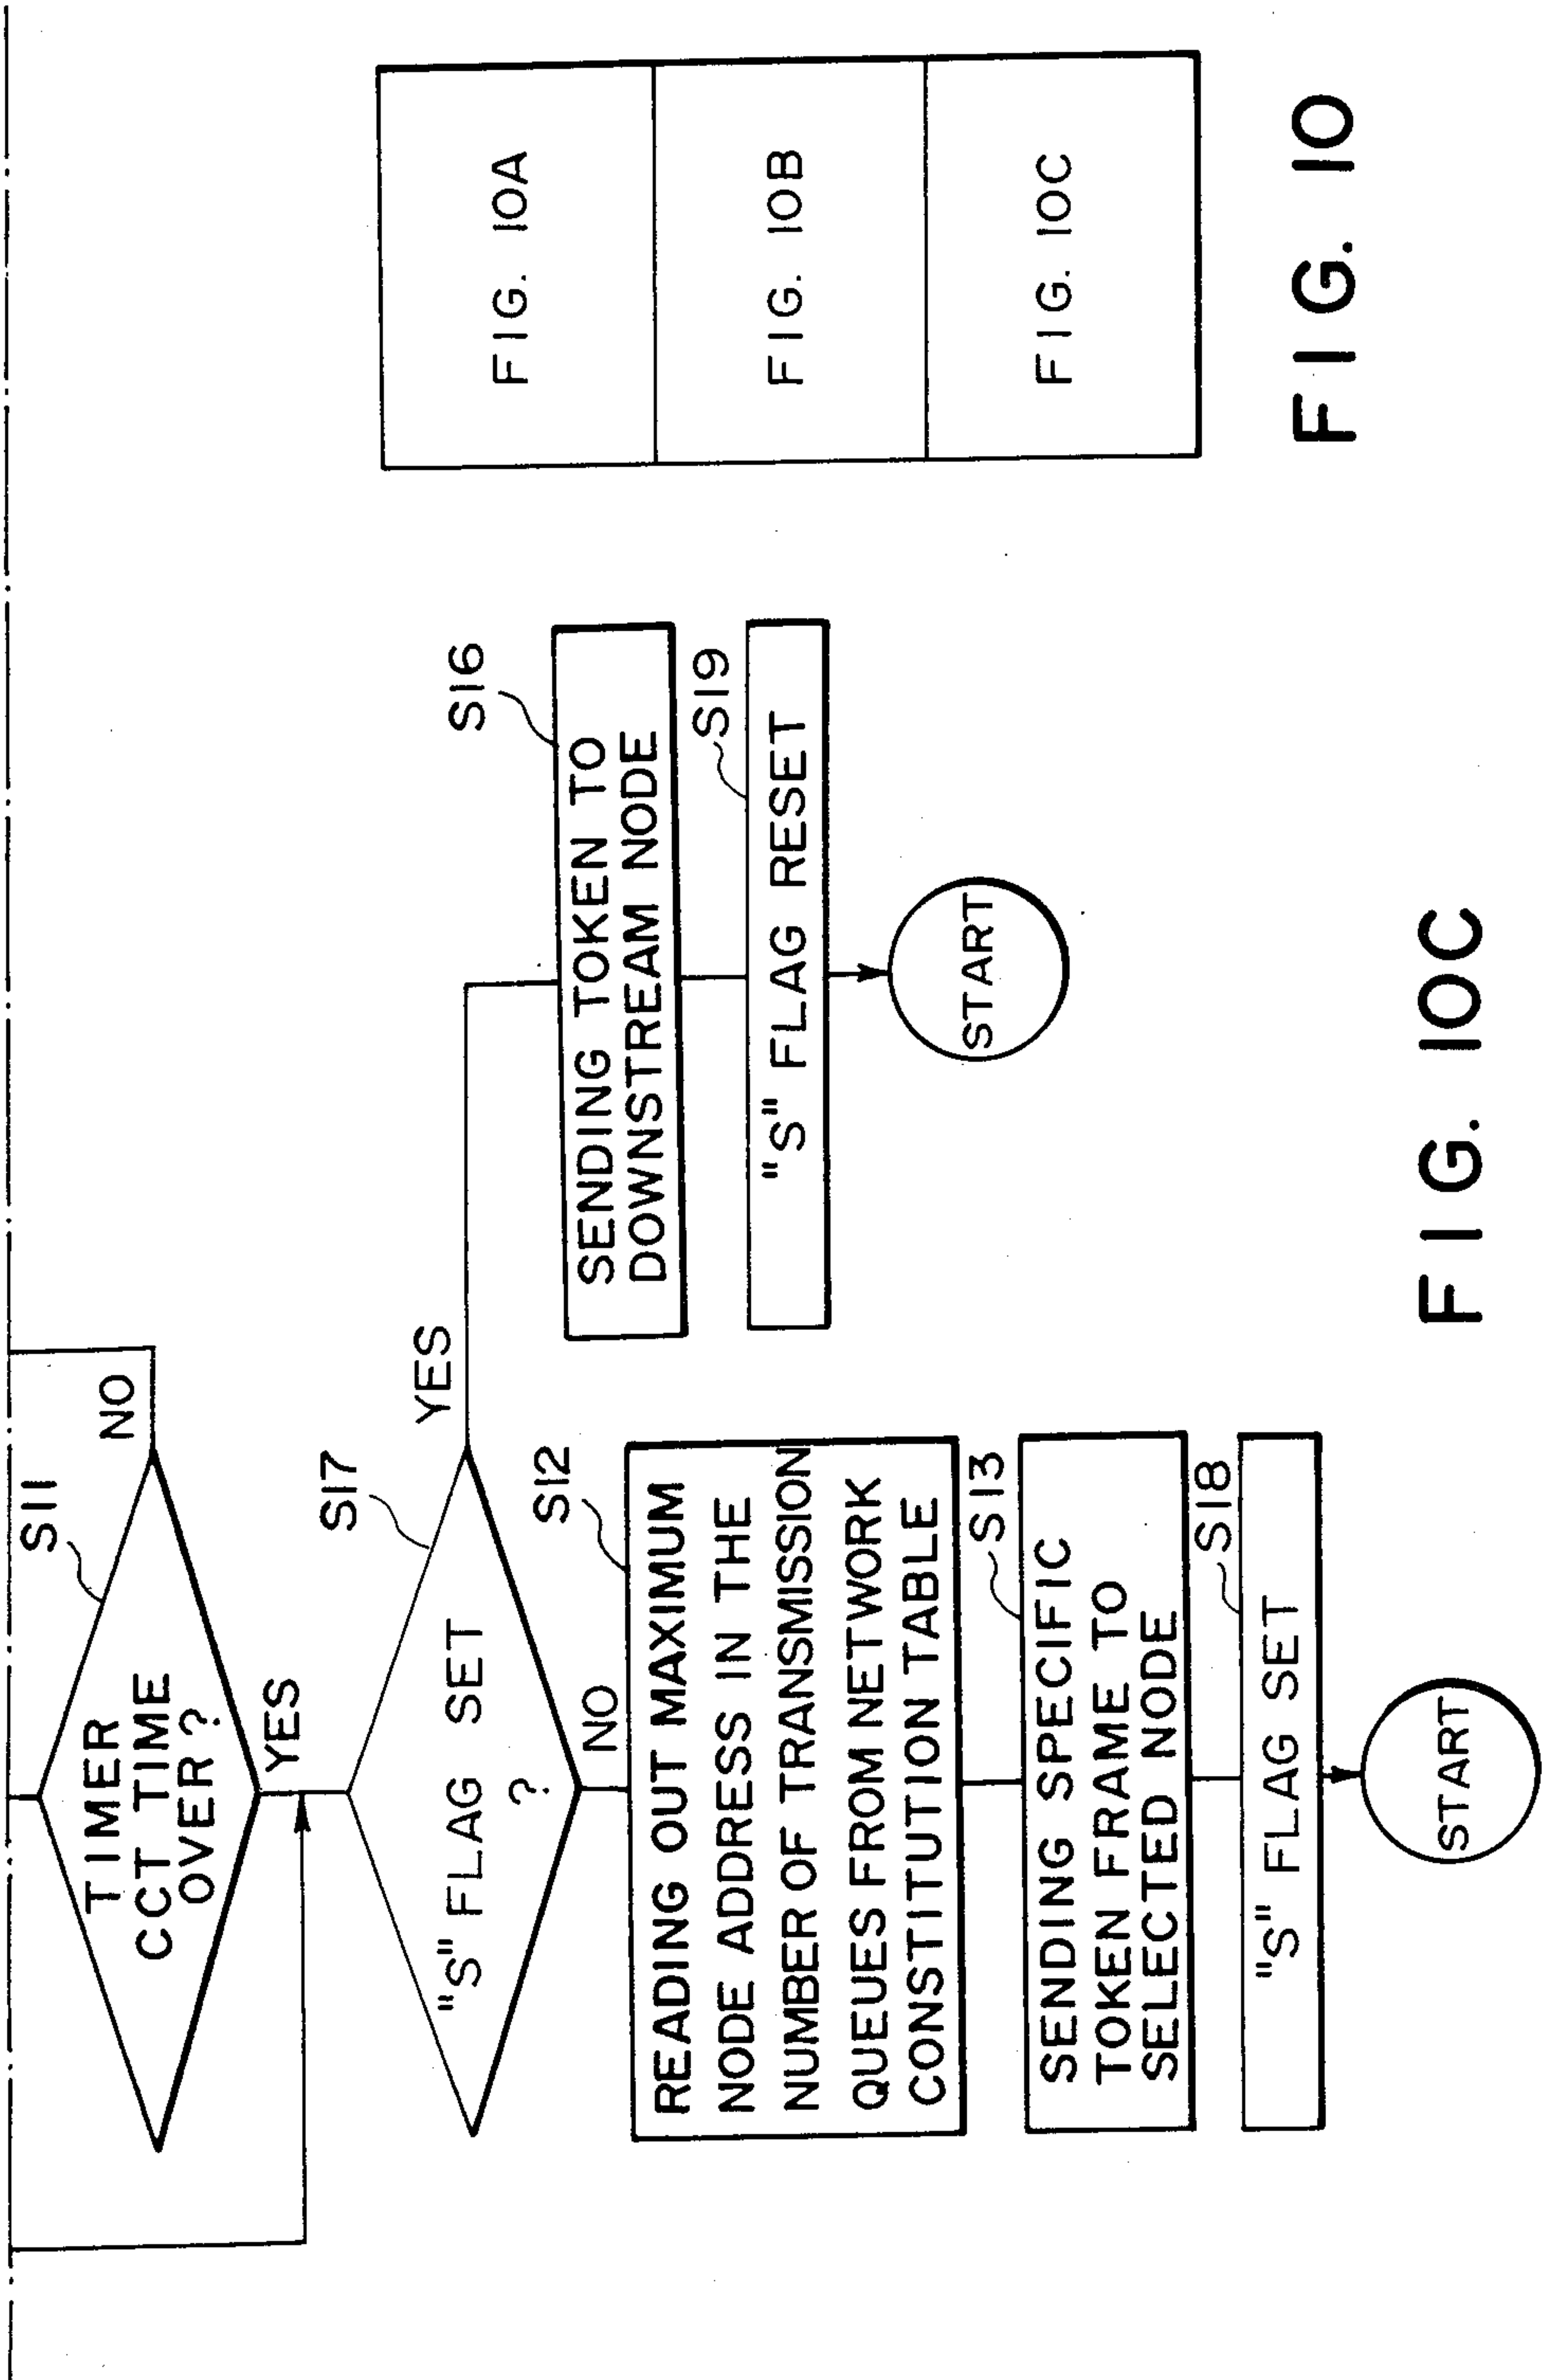 S11
TIMER
CCT TIME
OVER ?
NO
YES
S17
"S" FLAG SET
?
YES
NO
S12
READING OUT MAXIMUM
NODE ADDRESS IN THE
NUMBER OF TRANSMISSION
QUEUES FROM NETWORK
CONSTITUTION TABLE
S13
SENDING SPECIFIC
TOKEN FRAME TO
SELECTED NODE
S18
"S" FLAG SET
START
S16
SENDING TOKEN TO
DOWNSTREAM NODE
S19
"S" FLAG RESET
START
FIG. 10C
FIG. 10A
FIG. 10B
FIG. 10C
FIG. 10